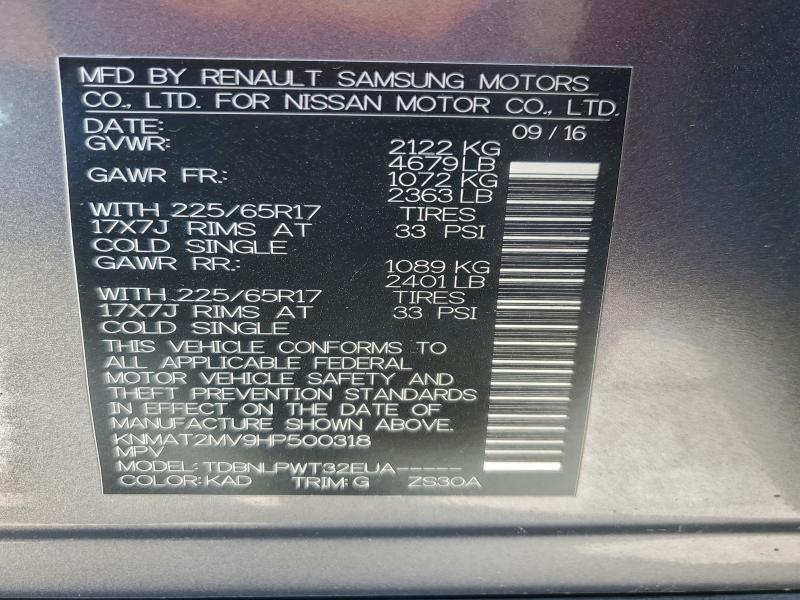 MFD BY RENAULT SAMSUNG MOTORS
CO., LTD. FOR NISSAN MOTOR CO., LTD.
DATE: 09 / 16
GVWR: 2122 KG
4679LB
GAWR FR.: 1072 KG
2363 LB
WITH 225/65R17 TIRES
17X7J RIMS AT 33 PSI
COLD SINGLE
GAWR RR.: 1089 KG
2401 LB
WITH 225/65R17 TIRES
17X7J RIMS AT 33 PSI
COLD SINGLE
THIS VEHICLE CONFORMS TO
ALL APPLICABLE FEDERAL
MOTOR VEHICLE SAFETY AND
THEFT PREVENTION STANDARDS
IN EFFECT ON THE DATE OF
MANUFACTURE SHOWN ABOVE.
KNMAT2MV9HP500318
MPV
MODEL: TDBNLPWT32EUA-----
COLOR: KAD TRIM: G ZS30A